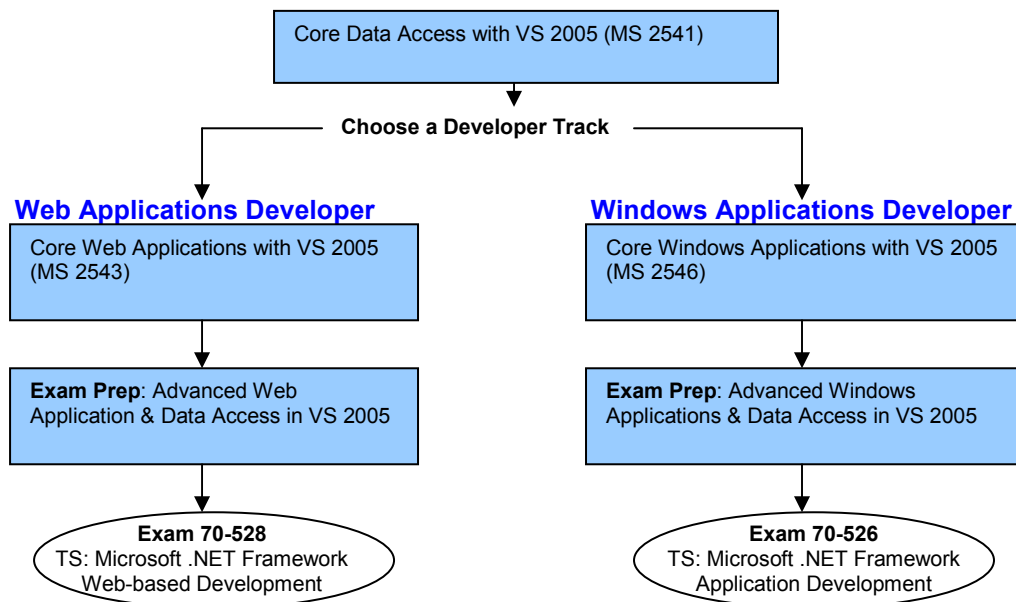 Core Data Access with VS 2005 (MS 2541)
Choose a Developer Track
Web Applications Developer
Core Web Applications with VS 2005
(MS 2543)
Exam Prep: Advanced Web
Application & Data Access in VS 2005
Exam 70-528
TS: Microsoft .NET Framework
Web-based Development
Windows Applications Developer
Core Windows Applications with VS 2005
(MS 2546)
Exam Prep: Advanced Windows
Applications & Data Access in VS 2005
Exam 70-526
TS: Microsoft .NET Framework
Application Development